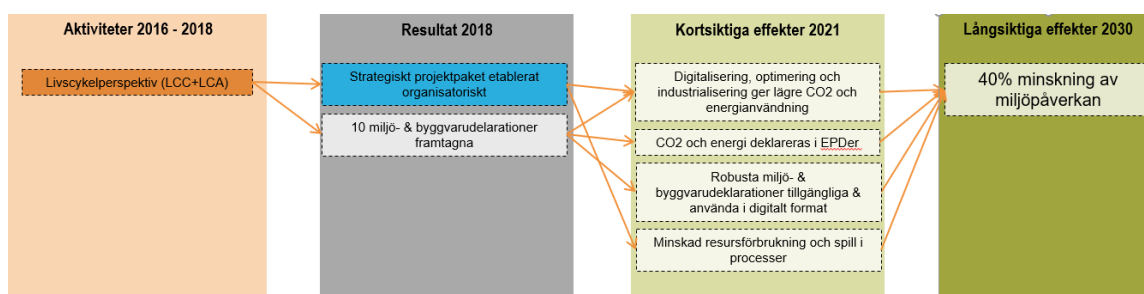 Aktiviteter 2016 - 2018
Livscykelperspektiv (LCC+LCA)
Resultat 2018
Strategiskt projektpaket etablerat
organisatoriskt
10 miljö- & byggvarudelarationer
framtagna
Kortsiktiga effekter 2021
Digitalisering, optimering och
industrialisering ger lägre CO2 och
energianvändning
CO2 och energi deklareras i EPDer
Robusta miljö- &
byggvarudeklarationer tillgängliga &
använda i digitalt format
Minskad resursförbrukning och spill i
processer
Långsiktiga effekter 2030
40% minskning av
miljöpåverkan